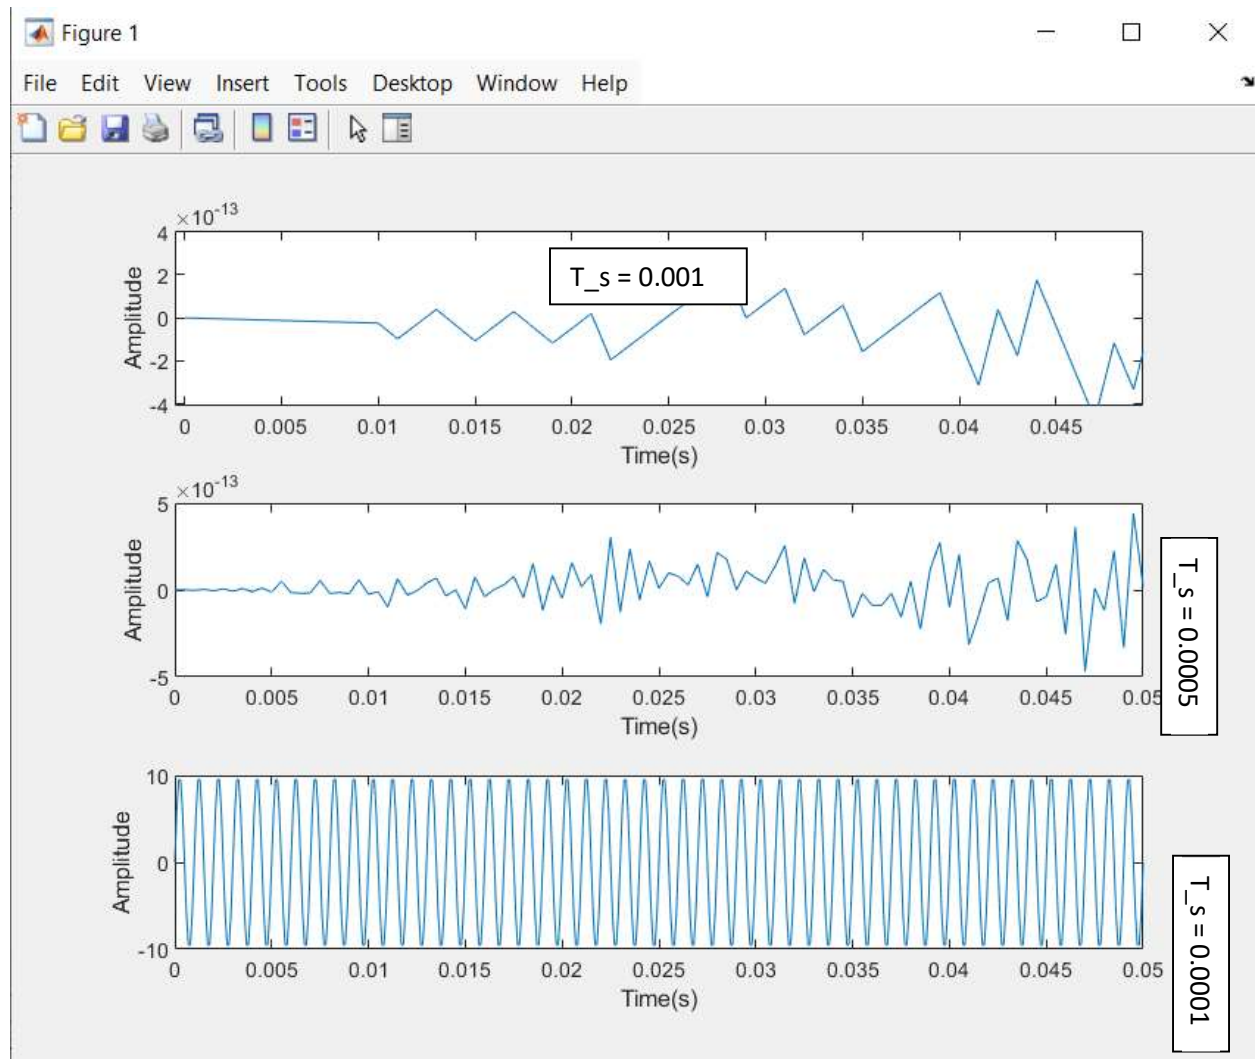 Figure 1
File Edit View Insert Tools Desktop Window Help
×10-13
4
2
0
-2
-4
Amplitude
T_s = 0.001
0 0.005 0.01 0.015 0.02 0.025 0.03 0.035 0.04 0.045
Time(s)
×10-13
5
0
-5
Amplitude
0 0.005 0.01 0.015 0.02 0.025 0.03 0.035 0.04 0.045 0.05
Time(s)
T_s = 0.0005
10
0
-10
Amplitude
0 0.005 0.01 0.015 0.02 0.025 0.03 0.035 0.04 0.045 0.05
Time(s)
T_s = 0.0001